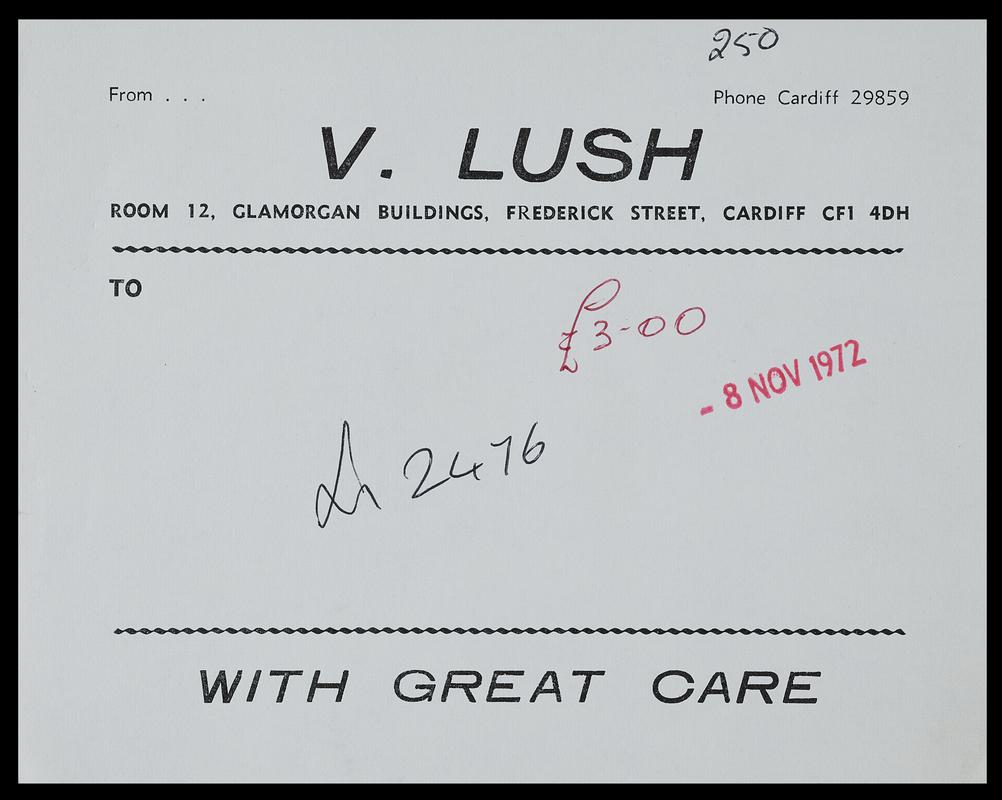 250
From . . .
Phone Cardiff 29859
V. LUSH
ROOM 12, GLAMORGAN BUILDINGS, FREDERICK STREET, CARDIFF CF1 4DH
TO
£3-00
- 8 NOV 1972
2476
WITH GREAT CARE